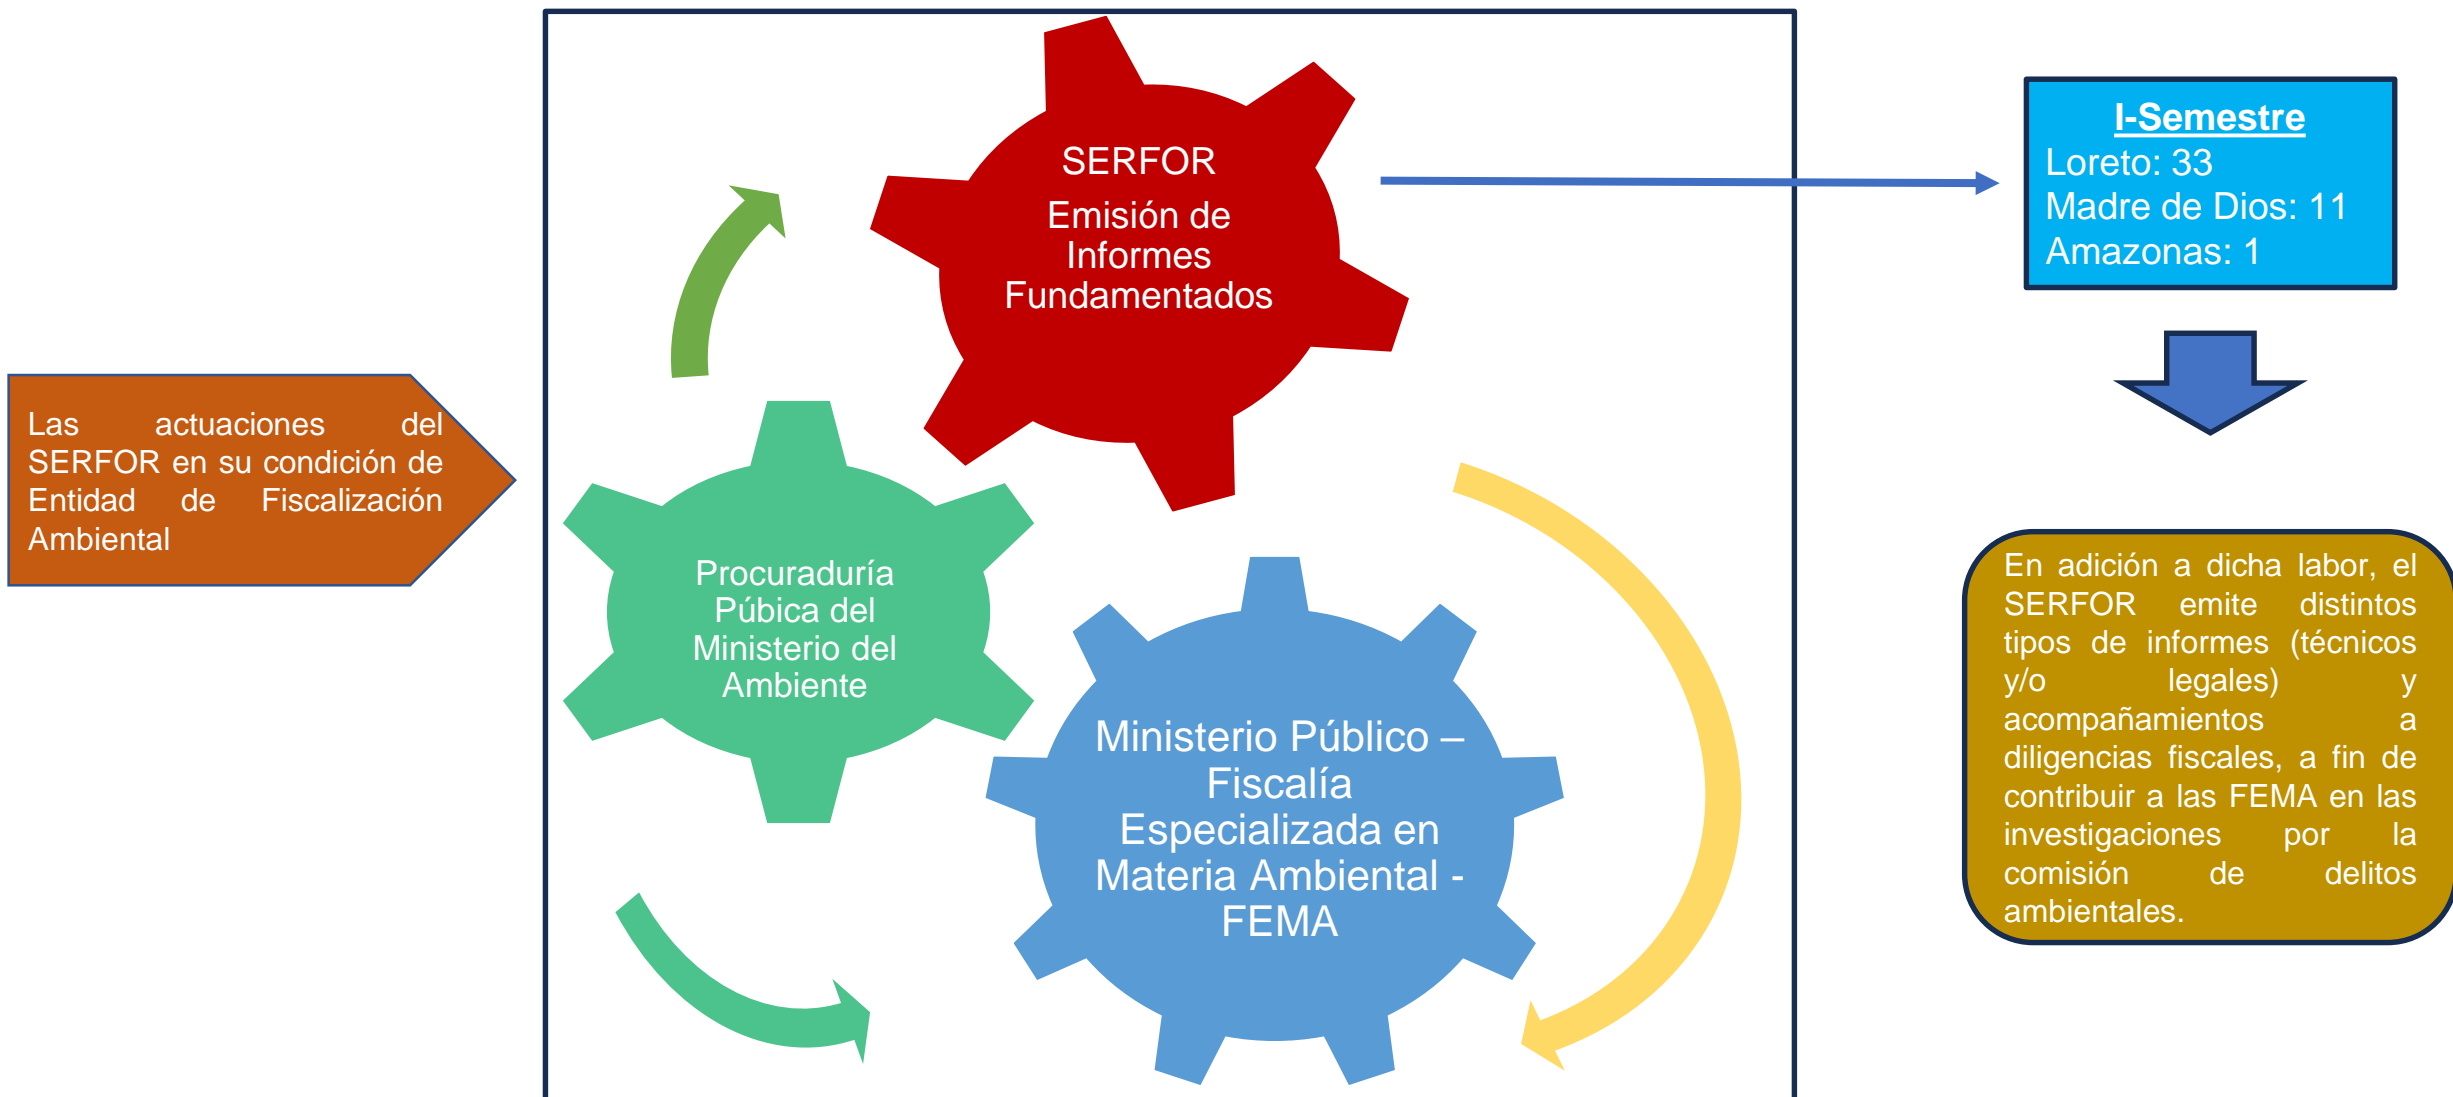 Las actuaciones del
SERFOR en su condición de
Entidad de Fiscalización
Ambiental
SERFOR
Emisión de
Informes
Fundamentados
Procuraduría
Púbica del
Ministerio del
Ambiente
Ministerio Público –
Fiscalía
Especializada en
Materia Ambiental -
FEMA
I-Semestre
Loreto: 33
Madre de Dios: 11
Amazonas: 1
En adición a dicha labor, el
SERFOR emite distintos
tipos de informes (técnicos
y/o legales) y
acompañamientos a
diligencias fiscales, a fin de
contribuir a las FEMA en las
investigaciones por la
comisión de delitos
ambientales.